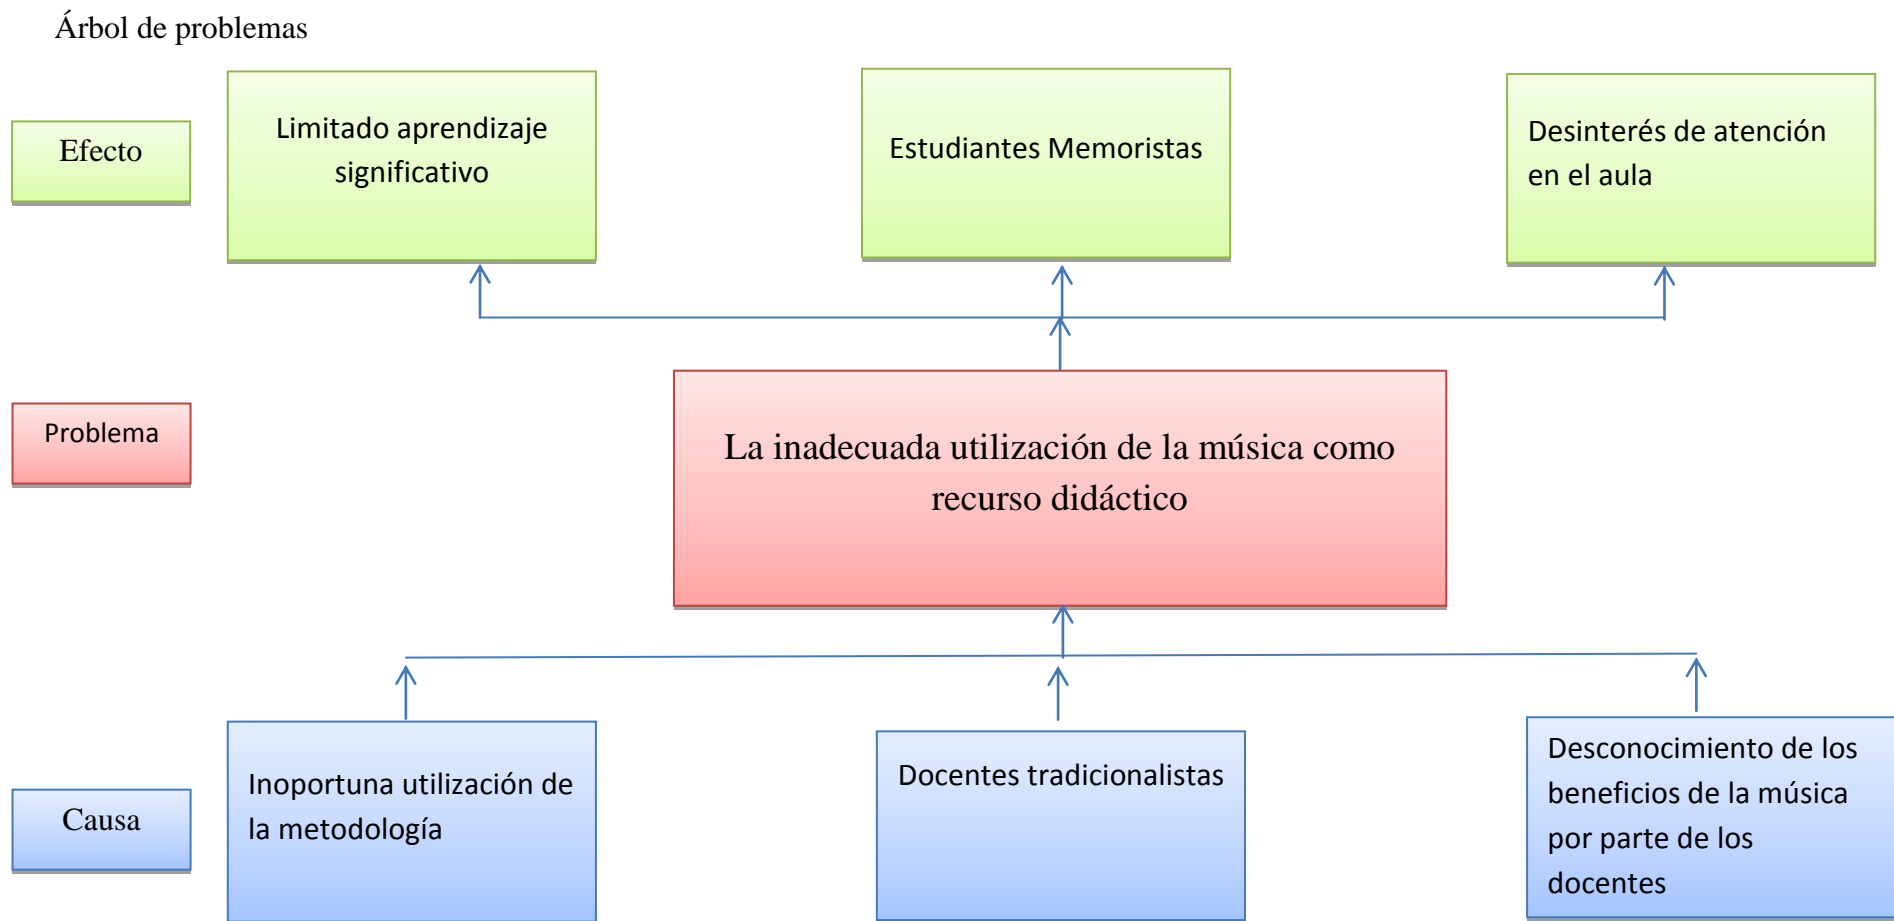 Árbol de problemas
Efecto
Limitado aprendizaje
significativo
Estudiantes Memoristas
Desinterés de atención
en el aula
Problema
La inadecuada utilización de la música como
recurso didáctico
Causa
Inoportuna utilización de
la metodología
Docentes tradicionalistas
Desconocimiento de los
beneficios de la música
por parte de los
docentes